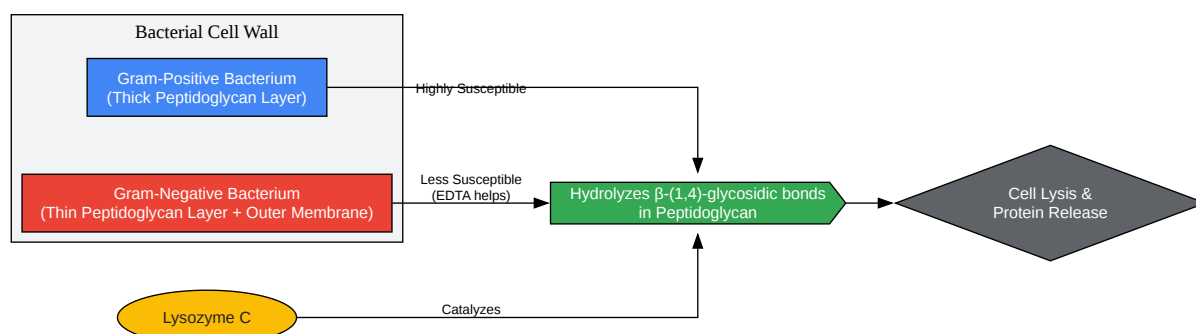 Bacterial Cell Wall
Gram-Positive Bacterium
(Thick Peptidoglycan Layer)
Highly Susceptible
Gram-Negative Bacterium
(Thin Peptidoglycan Layer + Outer Membrane)
Less Susceptible
(EDTA helps)
Hydrolyzes β-(1,4)-glycosidic bonds
in Peptidoglycan
Cell Lysis &
Protein Release
Lysozyme C
Catalyzes